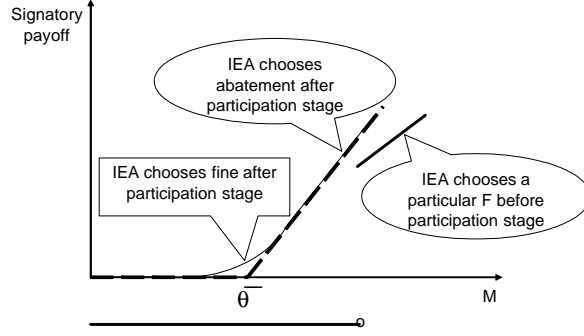 Signatory
payoff
IEA chooses
abatement after
participation stage
IEA chooses fine after
participation stage
IEA chooses a
particular F before
participation stage
θ
M